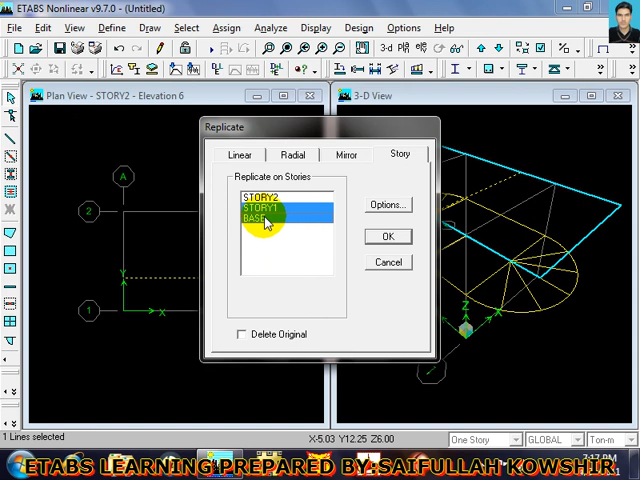 ETABS Nonlinear v9.7.0 - (Untitled)
File Edit View Define Draw Select Assign Analyze Display Design Options Help
3-d
Plan View - STORY2 - Elevation 6
3-D View
A
2
1
Y
X
Replicate
Linear Radial Mirror Story
Replicate on Stories
STORY2
STORY1
BASE
Options...
OK
Cancel
Delete Original
Z
X
1 Lines selected
X-5.03 Y12.25 Z6.00
One Story
GLOBAL
Ton-m
7:17 PM
ETABS LEARNING PREPARED BY:SAIFULLAH KOWSHIR